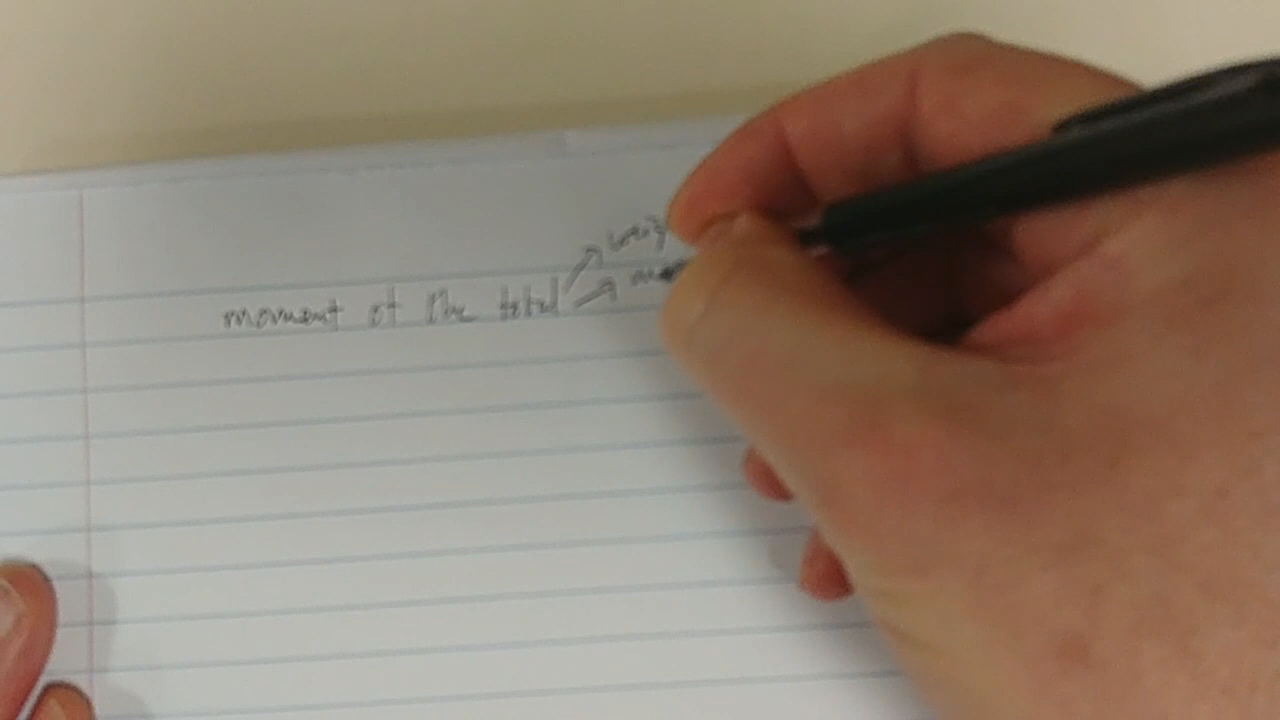 moment of the total